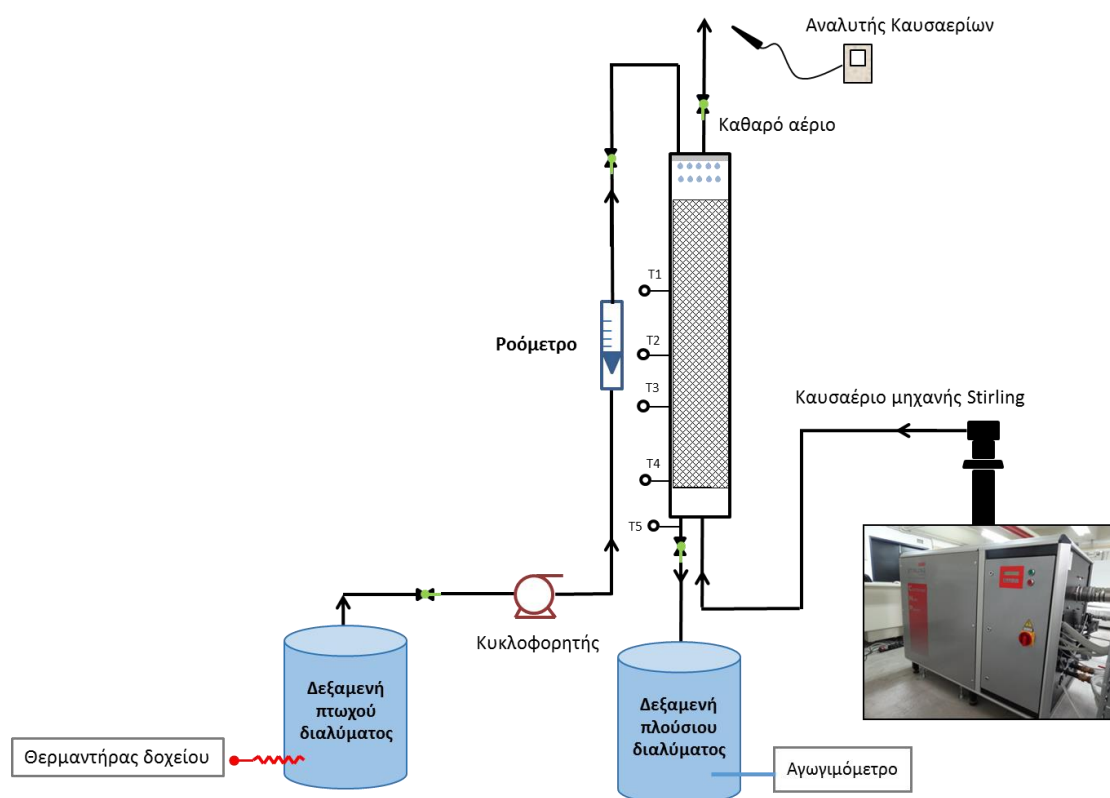 Αναλυτής Καυσαερίων
Καθαρό αέριο
T1
Ροόμετρο
T2
T3
Καυσαέριο μηχανής Stirling
T4
T5
Κυκλοφορητής
Δεξαμενή
πτωχού
διαλύματος
Δεξαμενή
πλούσιου
διαλύματος
Θερμαντήρας δοχείου
Αγωγιμόμετρο